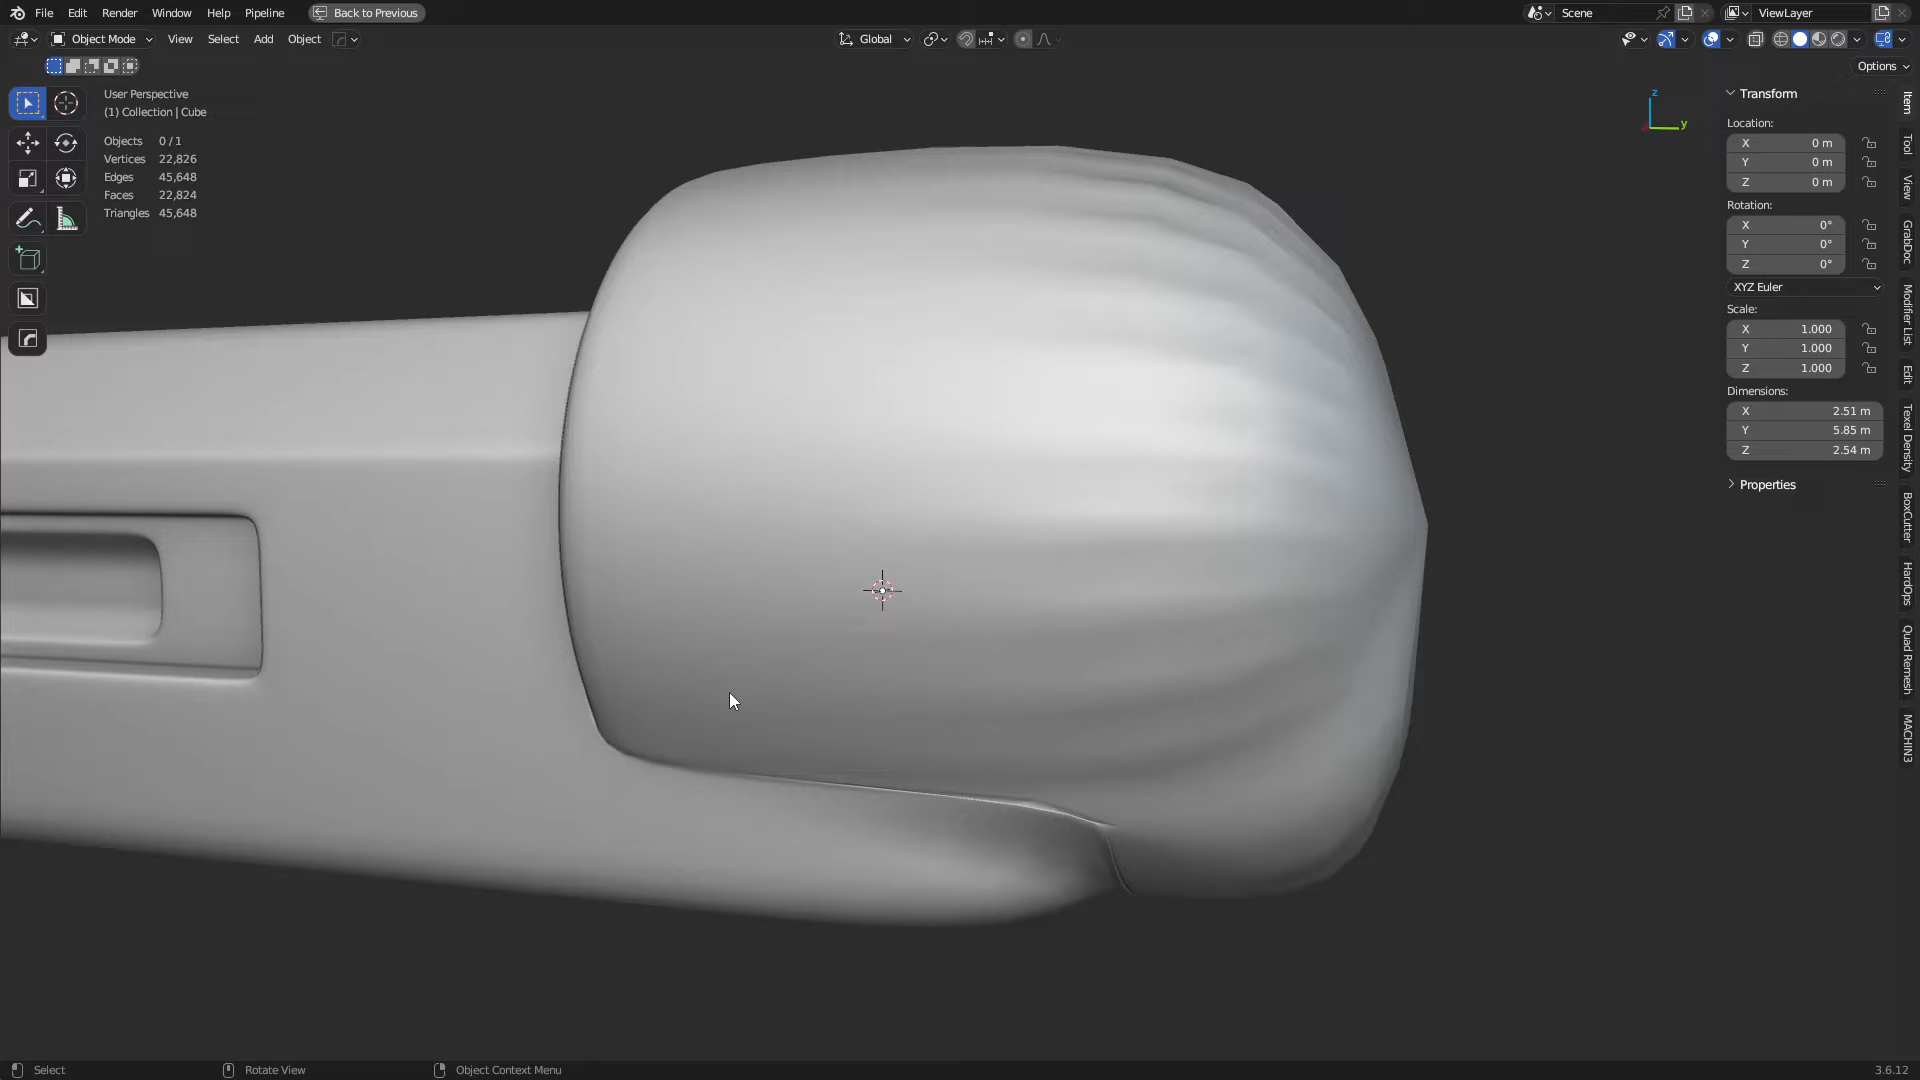 File Edit Render Window Help Pipeline Back to Previous Scene ViewLayer
Object Mode View Select Add Object Global
Options
User Perspective
(1) Collection | Cube
Objects 0 / 1
Vertices 22,826
Edges 45,648
Faces 22,824
Triangles 45,648
z
y
Transform
Location:
X 0 m
Y 0 m
Z 0 m
Rotation:
X 0°
Y 0°
Z 0°
XYZ Euler
Scale:
X 1.000
Y 1.000
Z 1.000
Dimensions:
X 2.51 m
Y 5.85 m
Z 2.54 m
Properties
Item
Tool
View
GrabDoc
Modifier List
Edit
Texel Density
BoxCutter
HardOps
Quad Remesh
MACHIN3
Select Rotate View Object Context Menu 3.6.12